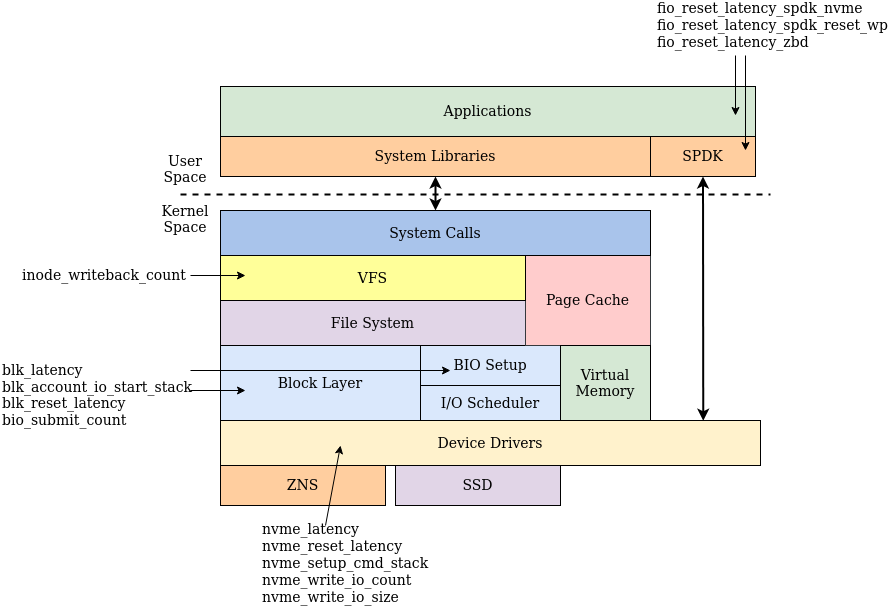 fio_reset_latency_spdk_nvme
fio_reset_latency_spdk_reset_wp
fio_reset_latency_zbd
Applications
System Libraries
SPDK
User
Space
Kernel
Space
System Calls
inode_writeback_count
VFS
Page Cache
File System
blk_latency
blk_account_io_start_stack
blk_reset_latency
bio_submit_count
Block Layer
BIO Setup
I/O Scheduler
Virtual
Memory
Device Drivers
ZNS
SSD
nvme_latency
nvme_reset_latency
nvme_setup_cmd_stack
nvme_write_io_count
nvme_write_io_size